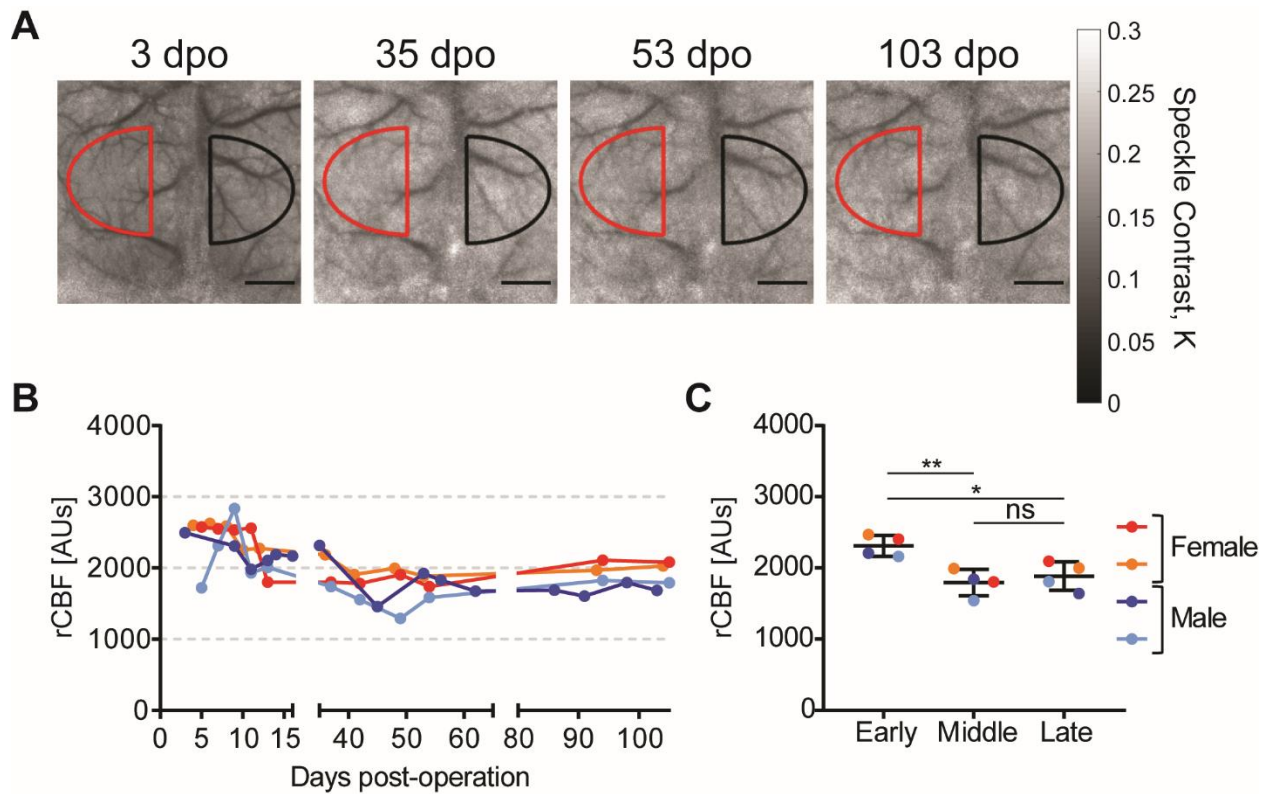 A
3 dpo
35 dpo
53 dpo
103 dpo
0.3
0.25
0.2
0.15
0.1
0.05
0
Speckle Contrast, K
B
4000
3000
2000
1000
0
rCBF [AUs]
0 5 10 15 40 50 60 80 90 100
Days post-operation
C
4000
3000
2000
1000
0
rCBF [AUs]
**
*
ns
Early Middle Late
Female
Male